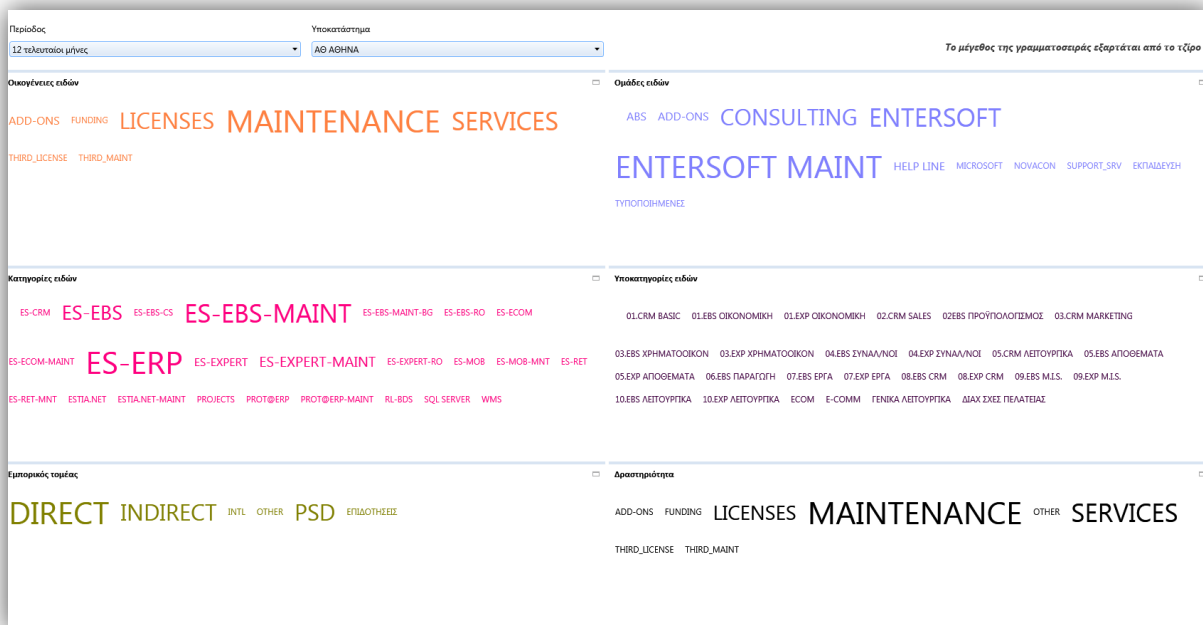 Περίοδος
Υποκατάστημα
12 τελευταίοι μήνες
ΑΘ ΑΘΗΝΑ
Το μέγεθος της γραμματοσειράς εξαρτάται από το τζίρο
Οικογένειες ειδών
ADD-ONS FUNDING LICENSES MAINTENANCE SERVICES
THIRD_LICENSE THIRD_MAINT
Ομάδες ειδών
ABS ADD-ONS CONSULTING ENTERSOFT
ENTERSOFT MAINT HELP LINE MICROSOFT NOVACON SUPPORT_SRV ΕΚΠΑΙΔΕΥΣΗ
ΤΥΠΟΠΟΙΗΜΕΝΕΣ
Κατηγορίες ειδών
ES-CRM ES-EBS ES-EBS-CS ES-EBS-MAINT ES-EBS-MAINT-BG ES-EBS-RO ES-ECOM
ES-ECOM-MAINT ES-ERP ES-EXPERT ES-EXPERT-MAINT ES-EXPERT-RO ES-MOB ES-MOB-MNT ES-RET
ES-RET-MNT ESTIA.NET ESTIA.NET-MAINT PROJECTS PROT@ERP PROT@ERP-MAINT RL-BDS SQL SERVER WMS
Υποκατηγορίες ειδών
01.CRM BASIC 01.EBS ΟΙΚΟΝΟΜΙΚΗ 01.EXP ΟΙΚΟΝΟΜΙΚΗ 02.CRM SALES 02EBS ΠΡΟΫΠΟΛΟΓΙΣΜΟΣ 03.CRM MARKETING
03.EBS ΧΡΗΜΑΤΟΟΙΚΟΝ 03.EXP ΧΡΗΜΑΤΟΟΙΚΟΝ 04.EBS ΣΥΝΑΛ/ΝΟΙ 04.EXP ΣΥΝΑΛ/ΝΟΙ 05.CRM ΛΕΙΤΟΥΡΓΙΚΑ 05.EBS ΑΠΟΘΕΜΑΤΑ
05.EXP ΑΠΟΘΕΜΑΤΑ 06.EBS ΠΑΡΑΓΩΓΗ 07.EBS ΕΡΓΑ 07.EXP ΕΡΓΑ 08.EBS CRM 08.EXP CRM 09.EBS M.I.S. 09.EXP M.I.S.
10.EBS ΛΕΙΤΟΥΡΓΙΚΑ 10.EXP ΛΕΙΤΟΥΡΓΙΚΑ ECOM E-COMM ΓΕΝΙΚΑ ΛΕΙΤΟΥΡΓΙΚΑ ΔΙΑΧ ΣΧΕΣ ΠΕΛΑΤΕΙΑΣ
Εμπορικός τομέας
DIRECT INDIRECT INTL OTHER PSD ΕΠΙΔΟΤΗΣΕΙΣ
Δραστηριότητα
ADD-ONS FUNDING LICENSES MAINTENANCE OTHER SERVICES
THIRD_LICENSE THIRD_MAINT